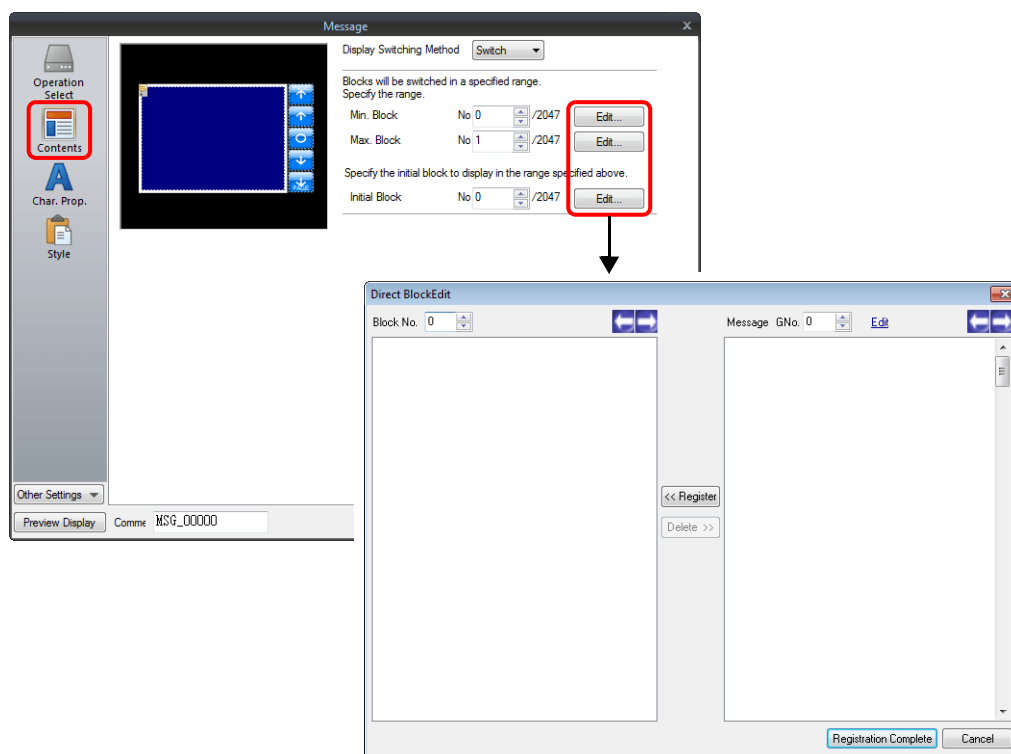 Message
Operation
Select
Contents
Char. Prop.
Style
Other Settings
Preview Display
Display Switching Method Switch
Blocks will be switched in a specified range.
Specify the range.
Min. Block No 0 /2047 Edit...
Max. Block No 1 /2047 Edit...
Specify the initial block to display in the range specified above.
Initial Block No 0 /2047 Edit...
Comme MSG_00000
Direct BlockEdit
Block No. 0
Message GNo. 0 Edit
<< Register
Delete >>
Registration Complete Cancel